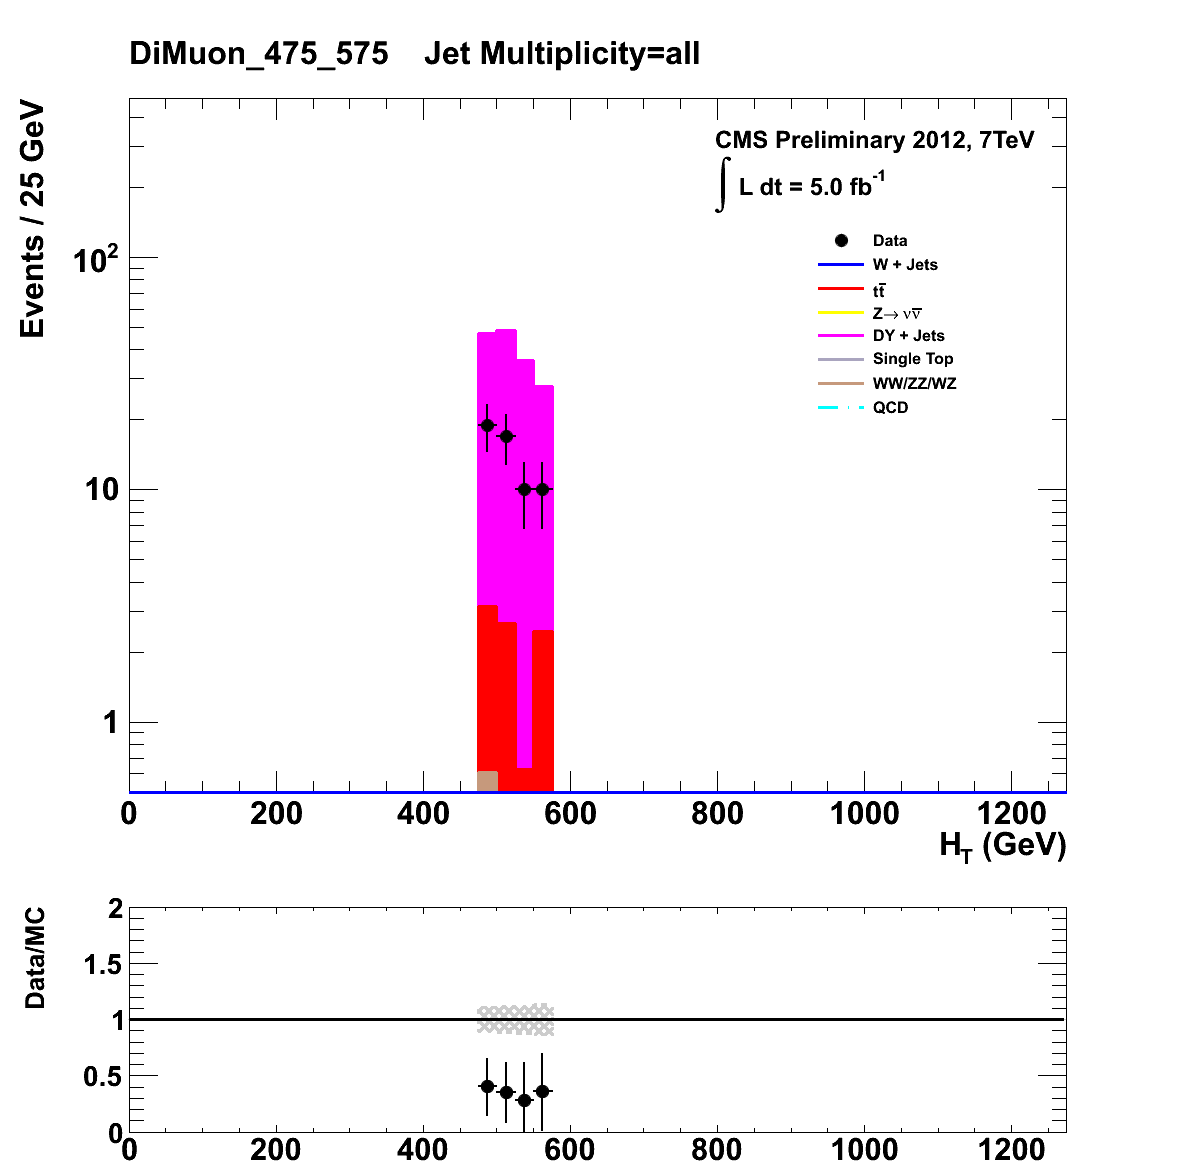 DiMuon_475_575 Jet Multiplicity=all
Events / 25 GeV
CMS Preliminary 2012, 7TeV
∫ L dt = 5.0 fb⁻¹
Data
W + Jets
tt̄
Z→ νν̄
DY + Jets
Single Top
WW/ZZ/WZ
QCD
10²
10
1
0 200 400 600 800 1000 1200
H_T (GeV)
Data/MC
2
1.5
1
0.5
0
0 200 400 600 800 1000 1200